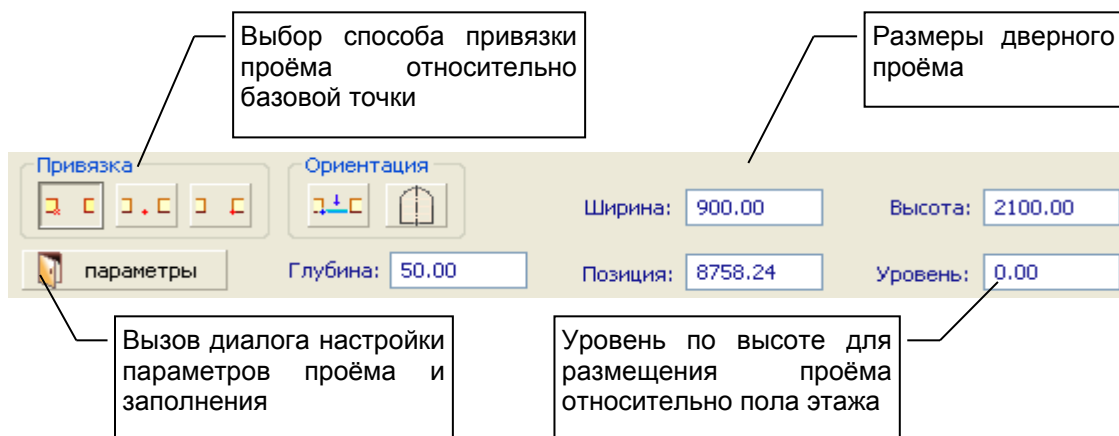 Выбор способа привязки
проёма относительно
базовой точки
Размеры дверного
проёма
Привязка
Ориентация
Ширина: 900.00
Высота: 2100.00
параметры
Глубина: 50.00
Позиция: 8758.24
Уровень: 0.00
Вызов диалога настройки
параметров проёма и
заполнения
Уровень по высоте для
размещения проёма
относительно пола этажа